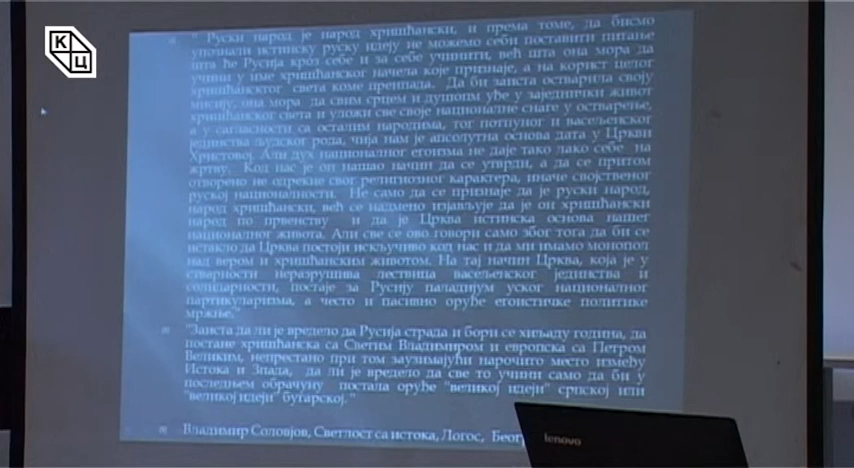 К
Ц
" Руски народ је народ хришћански, и према томе, да бисмо
упознали истинску руску идеју не можемо себи поставити питање
шта ће Русија кроз себе и за себе учинити, већ шта она мора да
учини у име хришћанског начела које признаје, а на корист целог
хришћанскгог света коме припада. Да би заиста остварила своју
мисију, она мора да свим срцем и душом уђе у заједнички живот
хришћанског света и уложи све своје националне снаге у остварење,
а у сагласности са осталим народима, тог потпуног и васељенског
јединства људског рода, чија нам је апсолутна основа дата у Цркви
Христовој. Али дух националног егоизма не даје тако лако себе на
жртву. Код нас је он нашао начин да се утврди, а да се притом
отворено не одрекне свог религиозног карактера, иначе својственог
руској националности. Не само да се признаје да је руски народ,
народ хришћански, већ се надмено изјављује да је он хришћански
народ по првенству и да је Црква истинска основа нашег
националног живота. Али све се ово говори само због тога да би се
истакло да Црква постоји искључиво код нас и да ми имамо монопол
над вером и хришћанским животом. На тај начин Црква, која је у
стварности неразрушива лествица васељенског јединства и
солидарности, постаје за Русију паладијум уског националног
партикуларизма, а често и пасивно оруђе егоистичке политике
мржње."
"Заиста да ли је вредело да Русија страда и бори се хиљаду година, да
постане хришћанска са Светим Владимиром и европска са Петром
Великим, непрестано при том заузимајући нарочито место између
Истока и Зпада, да ли је вредело да све то учини само да би у
последњем обрачуну постала оруђе "великој идеји" српској или
"великој идеји" бугарској."
Владимир Соловјов, Светлост са истока, Логос, Беог
lenovo